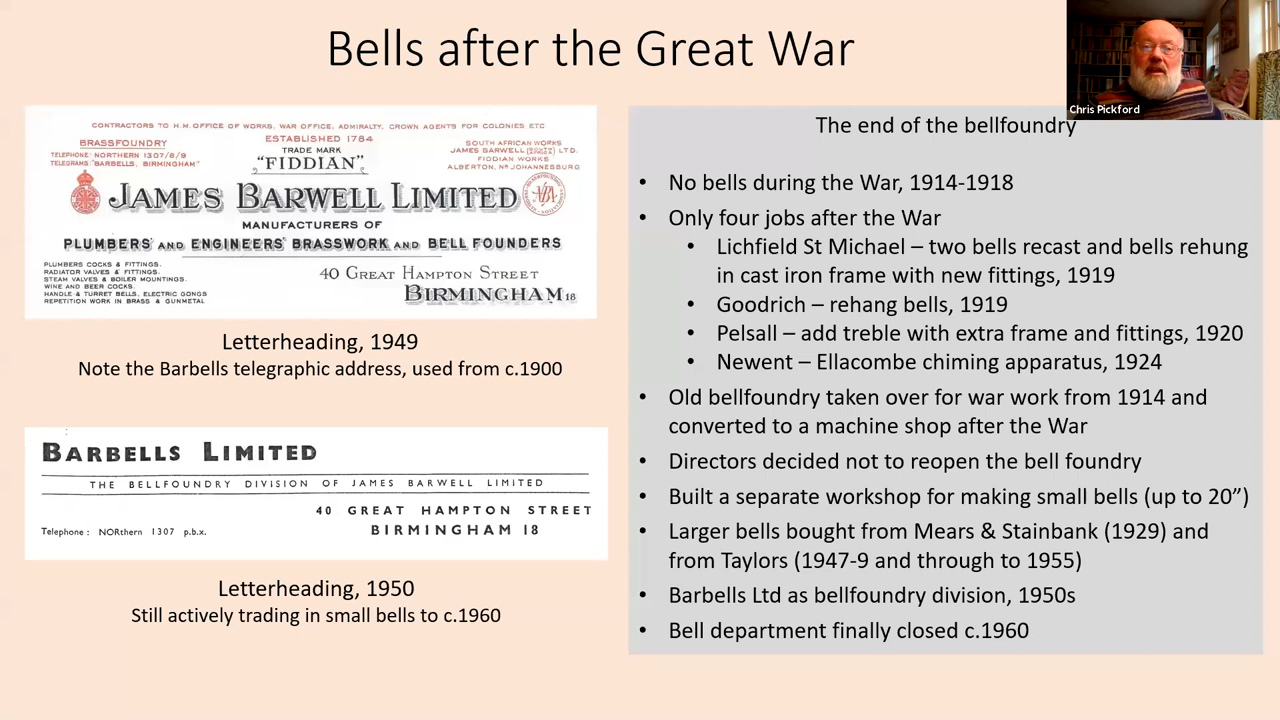 Bells after the Great War
Chris Pickford
CONTRACTORS TO H.M. OFFICE OF WORKS, WAR OFFICE, ADMIRALTY, CROWN AGENTS FOR COLONIES ETC
BRASSFOUNDRY
TELEPHONE: NORTHERN 1307/8/9
TELEGRAMS: "BARBELLS, BIRMINGHAM"
ESTABLISHED 1784
TRADE MARK
"FIDDIAN"
SOUTH AFRICAN WORKS
JAMES BARWELL (SOUTH AFRICA) LTD.
FIDDIAN WORKS
ALBERTON, NR JOHANNESBURG
JAMES BARWELL LIMITED
MANUFACTURERS OF
PLUMBERS' AND ENGINEERS' BRASSWORK AND BELL FOUNDERS
PLUMBERS COCKS & FITTINGS.
RADIATOR VALVES & FITTINGS.
STEAM VALVES & BOILER MOUNTINGS.
WINE AND BEER COCKS.
HANDLE & TURRET BELLS, ELECTRIC GONGS
REPETITION WORK IN BRASS & GUNMETAL
40 GREAT HAMPTON STREET
BIRMINGHAM 18
Letterheading, 1949
Note the Barbells telegraphic address, used from c.1900
BARBELLS LIMITED
THE BELLFOUNDRY DIVISION OF JAMES BARWELL LIMITED
40 GREAT HAMPTON STREET
Telephone: NORthern 1307 p.b.x.
BIRMINGHAM 18
Letterheading, 1950
Still actively trading in small bells to c.1960
The end of the bellfoundry
• No bells during the War, 1914-1918
• Only four jobs after the War
• Lichfield St Michael – two bells recast and bells rehung
in cast iron frame with new fittings, 1919
• Goodrich – rehang bells, 1919
• Pelsall – add treble with extra frame and fittings, 1920
• Newent – Ellacombe chiming apparatus, 1924
• Old bellfoundry taken over for war work from 1914 and
converted to a machine shop after the War
• Directors decided not to reopen the bell foundry
• Built a separate workshop for making small bells (up to 20")
• Larger bells bought from Mears & Stainbank (1929) and
from Taylors (1947-9 and through to 1955)
• Barbells Ltd as bellfoundry division, 1950s
• Bell department finally closed c.1960